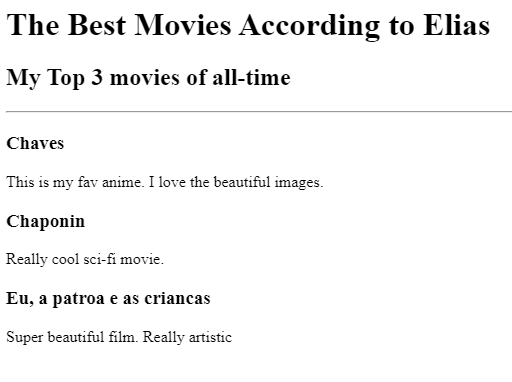 The Best Movies According to Elias
My Top 3 movies of all-time
Chaves
This is my fav anime. I love the beautiful images.
Chaponin
Really cool sci-fi movie.
Eu, a patroa e as criancas
Super beautiful film. Really artistic